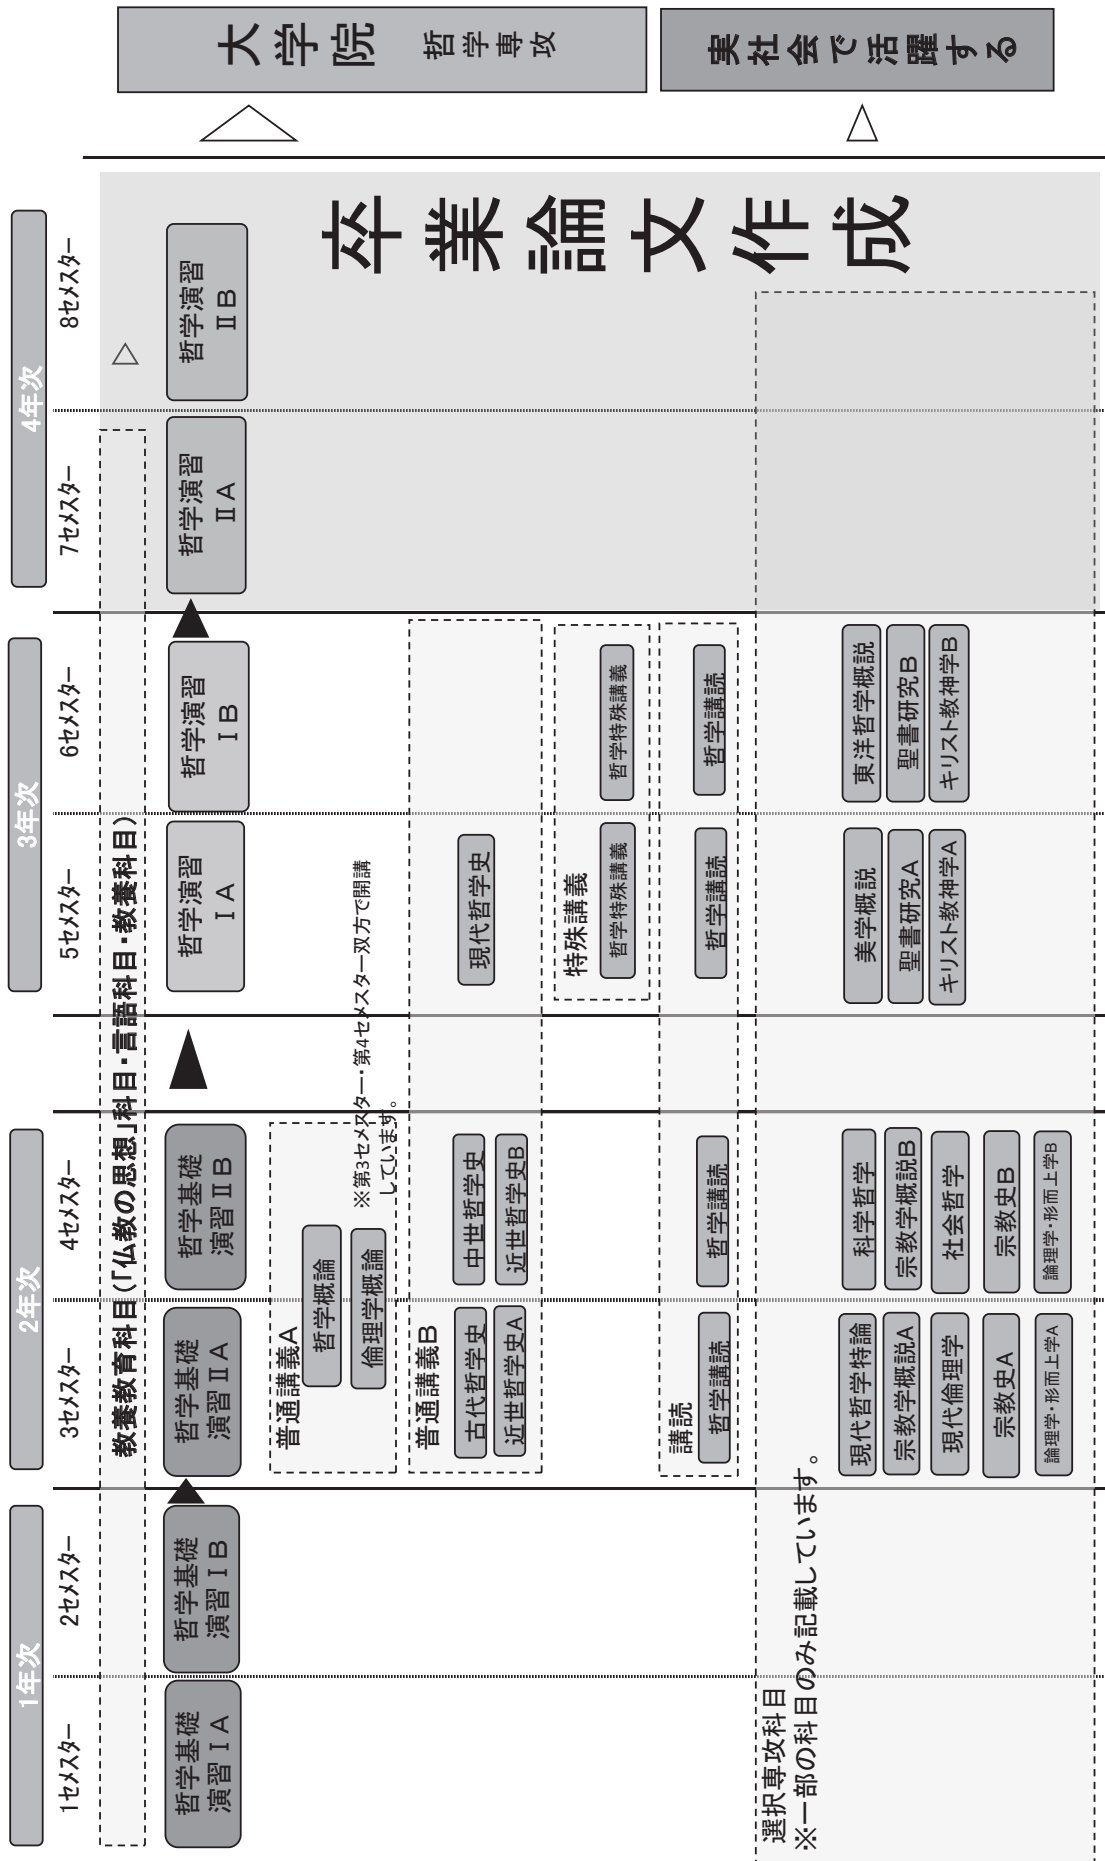 1年次
2年次
3年次
4年次
1セメスター
2セメスター
3セメスター
4セメスター
5セメスター
6セメスター
7セメスター
8セメスター
教養教育科目(「仏教の思想」科目・言語科目・教養科目)
哲学基礎
演習ⅠA
哲学基礎
演習ⅠB
哲学基礎
演習ⅡA
哲学基礎
演習ⅡB
哲学演習
ⅠA
哲学演習
ⅠB
哲学演習
ⅡA
哲学演習
ⅡB
普通講義A
哲学概論
倫理学概論
※第3セメスター・第4セメスター双方で開講
しています。
普通講義B
古代哲学史
近世哲学史A
中世哲学史
近世哲学史B
現代哲学史
特殊講義
哲学特殊講義
哲学特殊講義
講読
哲学講読
哲学講読
哲学講読
哲学講読
選択専攻科目
※一部の科目のみ記載しています。
現代哲学特論
宗教学概説A
現代倫理学
宗教史A
論理学・形而上学A
科学哲学
宗教学概説B
社会哲学
宗教史B
論理学・形而上学B
美学概説
聖書研究A
キリスト教神学A
東洋哲学概説
聖書研究B
キリスト教神学B
卒業論文作成
大学院 哲学専攻
実社会で活躍する